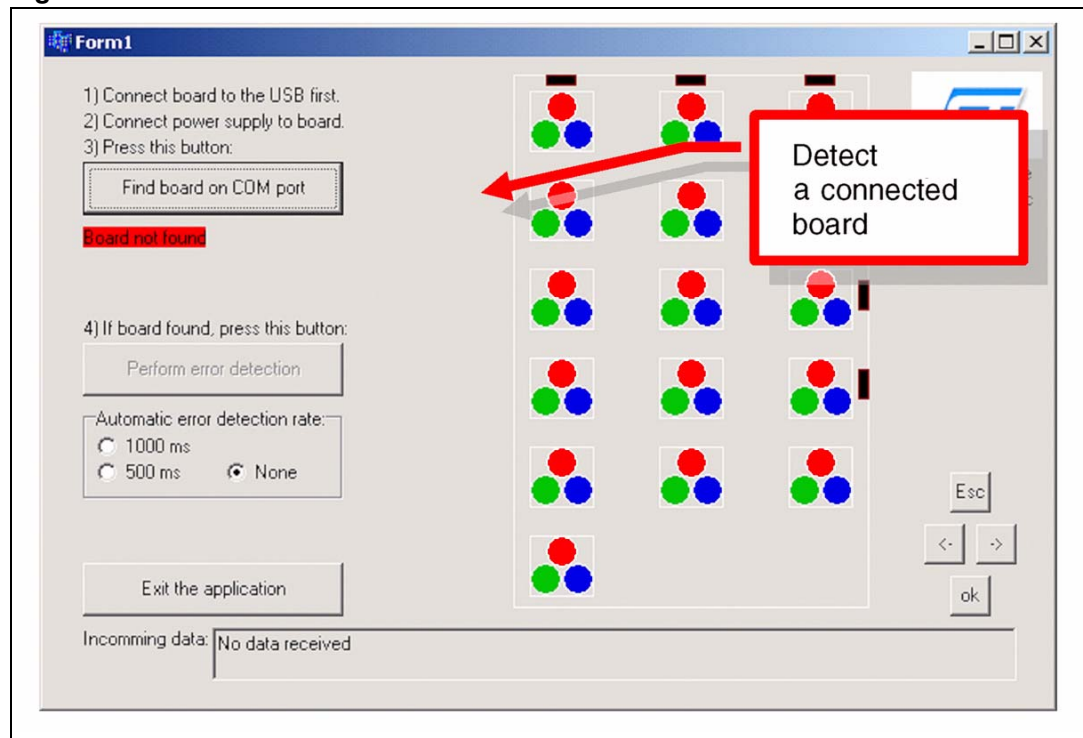 Form1
1) Connect board to the USB first.
2) Connect power supply to board.
3) Press this button:
Find board on COM port
Board not found
Detect
a connected
board
4) If board found, press this button:
Perform error detection
Automatic error detection rate:
1000 ms
500 ms
None
Exit the application
Esc
<-
->
ok
Incomming data:
No data received